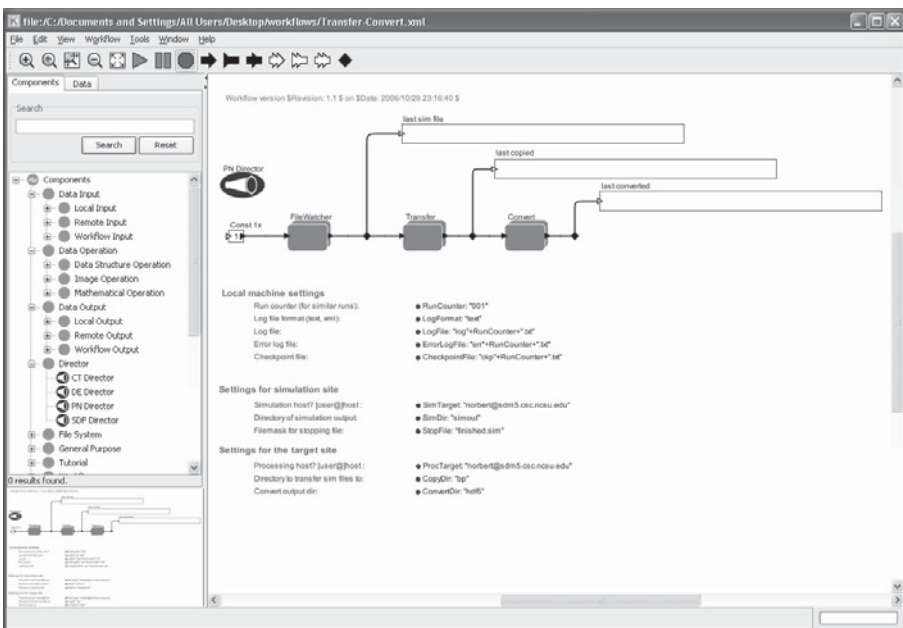 file:/C:/Documents and Settings/All Users/Desktop/workflows/Transfer-Convert.xml
File Edit View Workflow Tools Window Help
Components Data
Search
Search Reset
Components
Data Input
Local Input
Remote Input
Workflow Input
Data Operation
Data Structure Operation
Image Operation
Mathematical Operation
Data Output
Local Output
Remote Output
Workflow Output
Director
CT Director
DE Director
PN Director
SDF Director
File System
General Purpose
Tutorial
0 results found.
Workflow version $Revision: 1.1 $ on $Date: 2006/10/29 23:16:40 $
last sim file
last copied
last converted
PN Director
Const 1x
1
FileWatcher
Transfer
Convert
Local machine settings
Run counter (for similar runs): RunCounter: "001"
Log file format (text, xml): LogFormat: "text"
Log file: LogFile: "log"+RunCounter+".txt"
Error log file: ErrorLogFile: "err"+RunCounter+".txt"
Checkpoint file: CheckpointFile: "ckp"+RunCounter+".txt"
Settings for simulation site
Simulation host? [user@]host : SimTarget: "norbert@sdm5.csc.ncsu.edu"
Directory of simulation output: SimDir: "simout"
Filemask for stopping file: StopFile: "finished.sim"
Settings for the target site
Processing host? [user@]host : ProcTarget: "norbert@sdm5.csc.ncsu.edu"
Directory to transfer sim files to: CopyDir: "bp"
Convert output dir: ConvertDir: "hdf5"